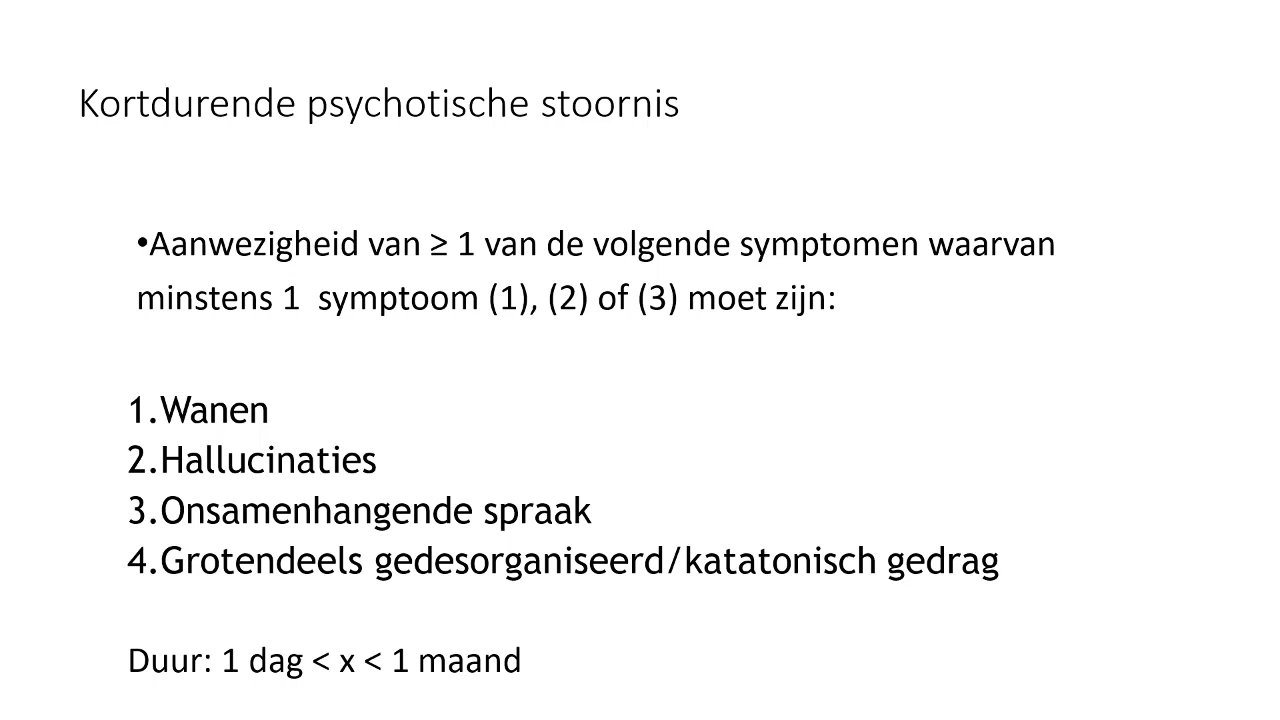 Kortdurende psychotische stoornis
•Aanwezigheid van ≥ 1 van de volgende symptomen waarvan
minstens 1  symptoom (1), (2) of (3) moet zijn:
1.Wanen
2.Hallucinaties
3.Onsamenhangende spraak
4.Grotendeels gedesorganiseerd/katatonisch gedrag
Duur: 1 dag < x < 1 maand